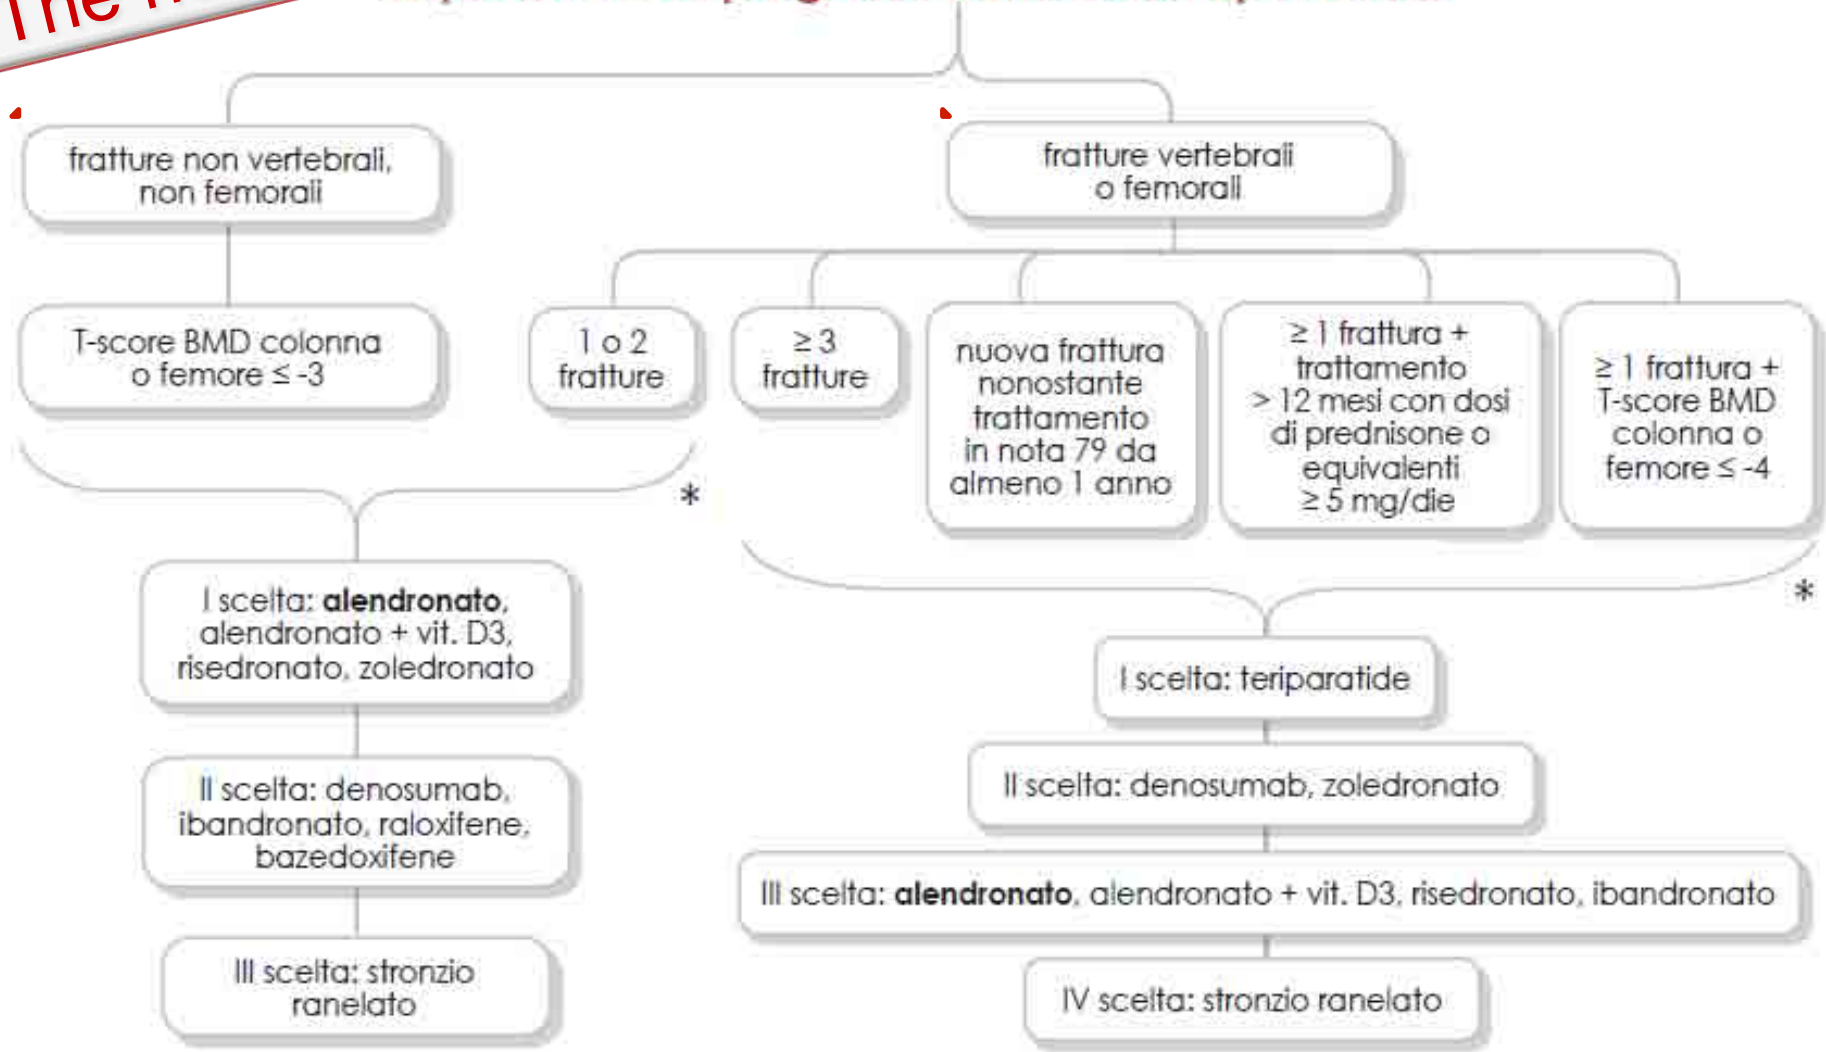 The
fratture non vertebrali,
non femorali
fratture vertebrali
o femorali
T-score BMD colonna
o femore ≤ -3
1 o 2
fratture
≥ 3
fratture
nuova frattura
nonostante
trattamento
in nota 79 da
almeno 1 anno
≥ 1 frattura +
trattamento
> 12 mesi con dosi
di prednisone o
equivalenti
≥ 5 mg/die
≥ 1 frattura +
T-score BMD
colonna o
femore ≤ -4
*
*
I scelta: alendronato,
alendronato + vit. D3,
risedronato, zoledronato
II scelta: denosumab,
ibandronato, raloxifene,
bazedoxifene
III scelta: stronzio
ranelato
I scelta: teriparatide
II scelta: denosumab, zoledronato
III scelta: alendronato, alendronato + vit. D3, risedronato, ibandronato
IV scelta: stronzio ranelato